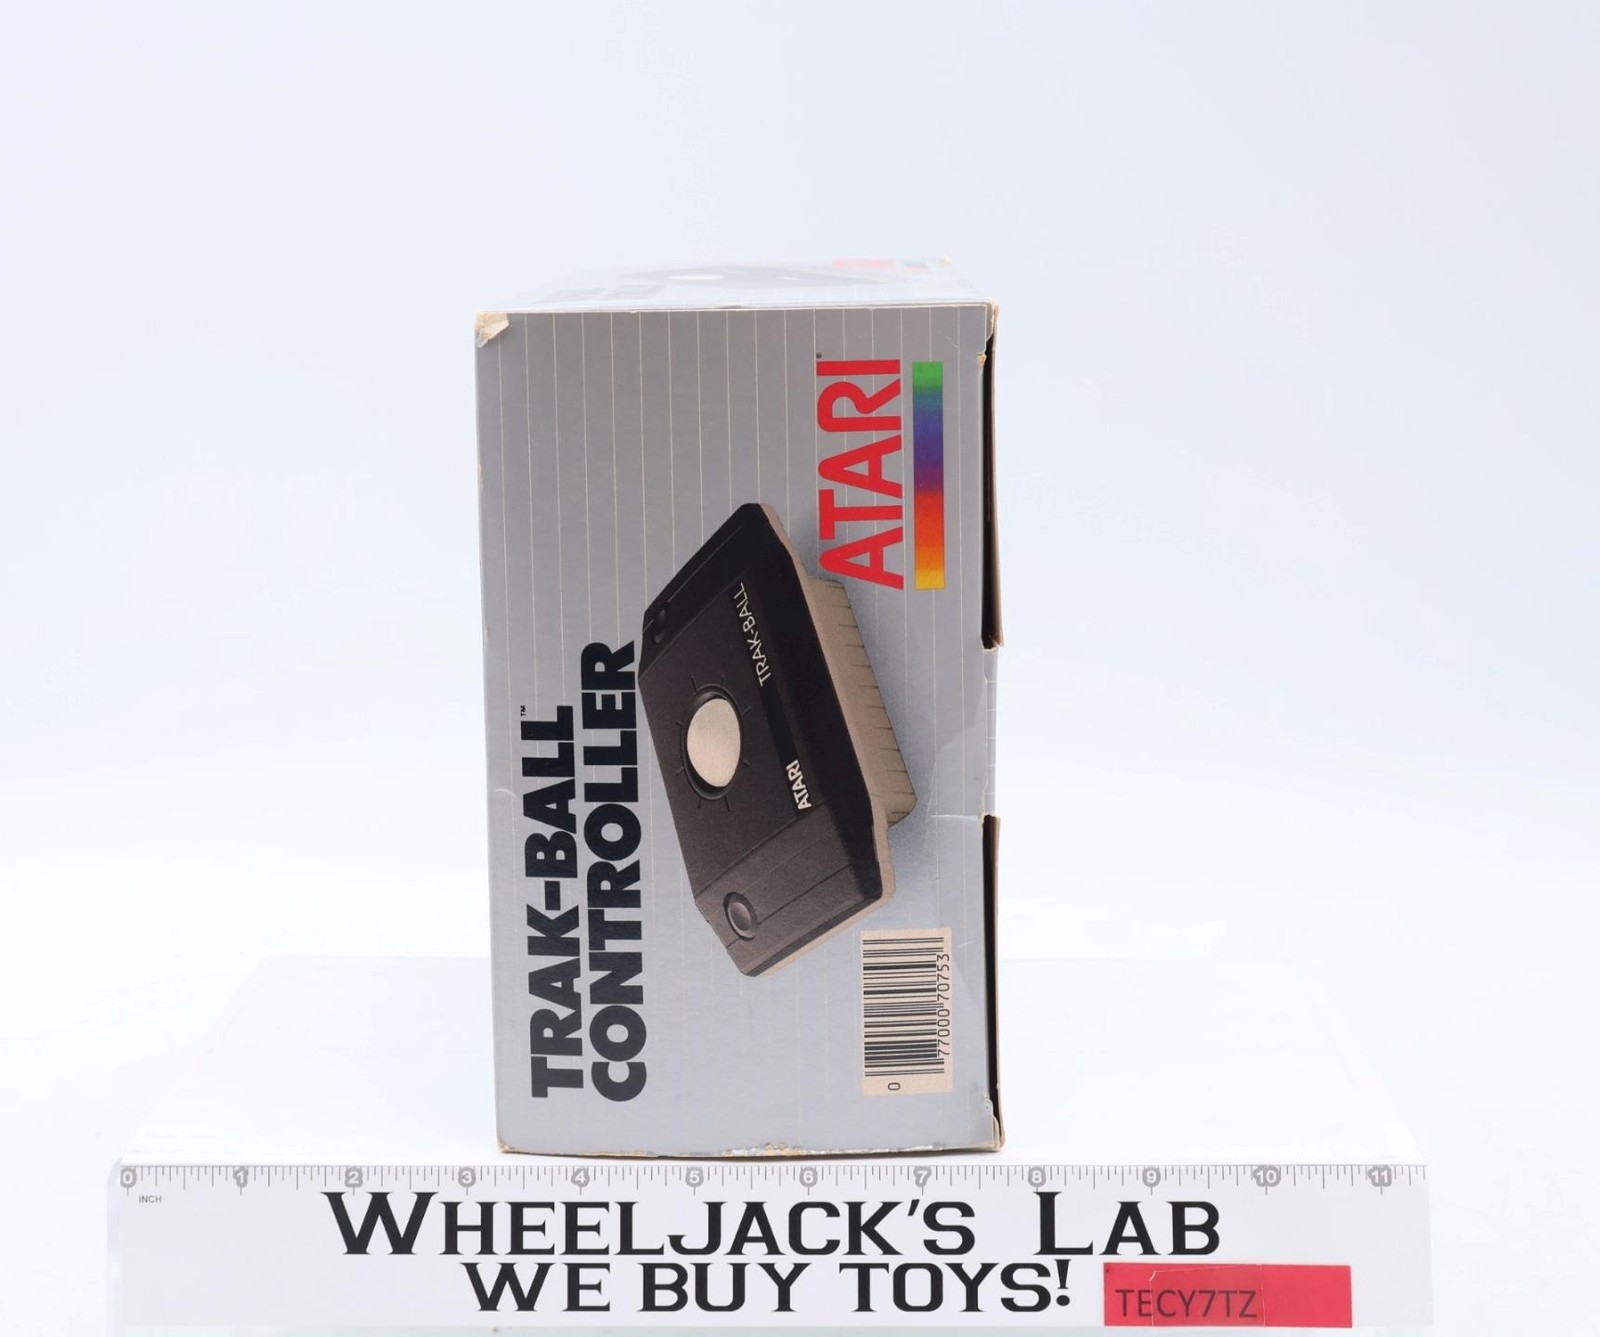 TRAK-BALL™
CONTROLLER
ATARI®
ATARI TRAK-BALL
0 77000 70753
0 1 2 3 4 5 6 7 8 9 10 11
INCH
WHEELJACK'S LAB
WE BUY TOYS!
TECY7TZ